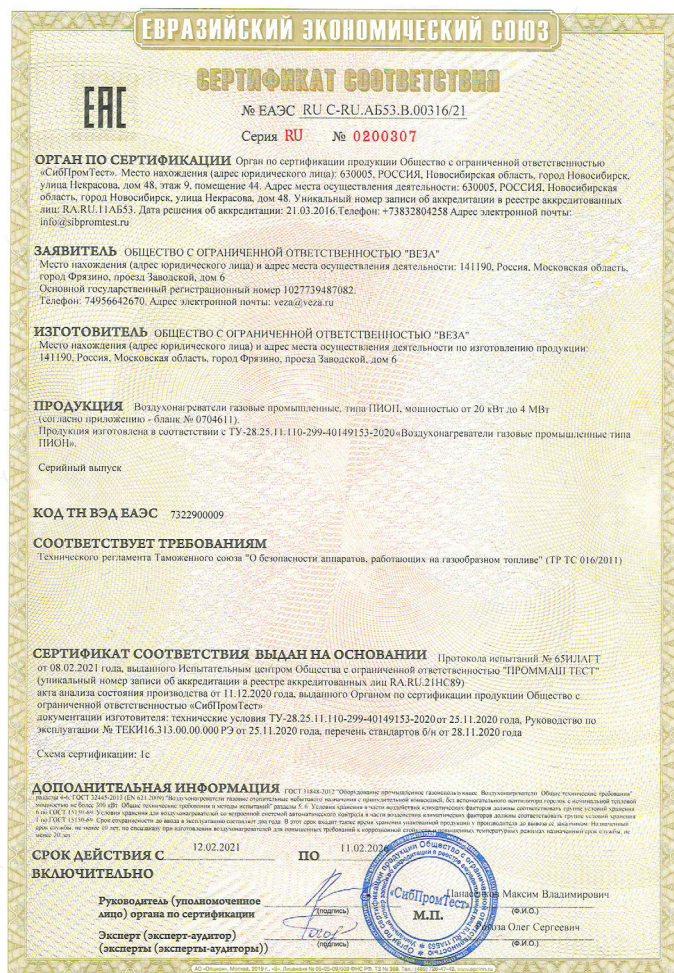 ЕВРАЗИЙСКИЙ ЭКОНОМИЧЕСКИЙ СОЮЗ
СЕРТИФИКАТ СООТВЕТСТВИЯ
ЕАС
№ ЕАЭС RU C-RU.АБ53.В.00316/21
Серия RU № 0200307
ОРГАН ПО СЕРТИФИКАЦИИ Орган по сертификации продукции Общество с ограниченной ответственностью
«СибПромТест». Место нахождения (адрес юридического лица): 630005, РОССИЯ, Новосибирская область, город Новосибирск,
улица Некрасова, дом 48, этаж 9, помещение 44. Адрес места осуществления деятельности: 630005, РОССИЯ, Новосибирская
область, город Новосибирск, улица Некрасова, дом 48. Уникальный номер записи об аккредитации в реестре аккредитованных
лиц: RA.RU.11АБ53. Дата решения об аккредитации: 21.03.2016.Телефон: +73832804258 Адрес электронной почты:
info@sibpromtest.ru
ЗАЯВИТЕЛЬ ОБЩЕСТВО С ОГРАНИЧЕННОЙ ОТВЕТСТВЕННОСТЬЮ "ВЕЗА"
Место нахождения (адрес юридического лица) и адрес места осуществления деятельности: 141190, Россия, Московская область,
город Фрязино, проезд Заводской, дом 6
Основной государственный регистрационный номер 1027739487082.
Телефон: 74956642670. Адрес электронной почты: veza@veza.ru
ИЗГОТОВИТЕЛЬ ОБЩЕСТВО С ОГРАНИЧЕННОЙ ОТВЕТСТВЕННОСТЬЮ "ВЕЗА"
Место нахождения (адрес юридического лица) и адрес места осуществления деятельности по изготовлению продукции:
141190, Россия, Московская область, город Фрязино, проезд Заводской, дом 6
ПРОДУКЦИЯ Воздухонагреватели газовые промышленные, типа ПИОН, мощностью от 20 кВт до 4 МВт
(согласно приложению - бланк № 0704611).
Продукция изготовлена в соответствии с ТУ-28.25.11.110-299-40149153-2020«Воздухонагреватели газовые промышленные типа
ПИОН».
Серийный выпуск
КОД ТН ВЭД ЕАЭС 7322900009
СООТВЕТСТВУЕТ ТРЕБОВАНИЯМ
Технического регламента Таможенного союза "О безопасности аппаратов, работающих на газообразном топливе" (ТР ТС 016/2011)
СЕРТИФИКАТ СООТВЕТСТВИЯ ВЫДАН НА ОСНОВАНИИ Протокола испытаний № 65ИЛАГТ
от 08.02.2021 года, выданного Испытательным центром Общества с ограниченной ответственностью "ПРОММАШ ТЕСТ"
(уникальный номер записи об аккредитации в реестре аккредитованных лиц RA.RU.21НС89)
акта анализа состояния производства от 11.12.2020 года, выданного Органом по сертификации продукции Общество с
ограниченной ответственностью «СибПромТест»
документации изготовителя: технические условия ТУ-28.25.11.110-299-40149153-2020 от 25.11.2020 года, Руководство по
эксплуатации № ТЕКИ16.313.00.00.000 РЭ от 25.11.2020 года, перечень стандартов б/н от 28.11.2020 года
Схема сертификации: 1с
ДОПОЛНИТЕЛЬНАЯ ИНФОРМАЦИЯ ГОСТ 31848-2012 "Оборудование промышленное газоиспользующее. Воздухонагреватели. Общие технические требования"
СРОК ДЕЙСТВИЯ С 12.02.2021 ПО 11.02.2026
ВКЛЮЧИТЕЛЬНО
Руководитель (уполномоченное
лицо) органа по сертификации (подпись) Максим Владимирович
(Ф.И.О.)
«СибПромТест»
М.П.
Эксперт (эксперт-аудитор)
(эксперты (эксперты-аудиторы)) (подпись) Олег Сергеевич
(Ф.И.О.)